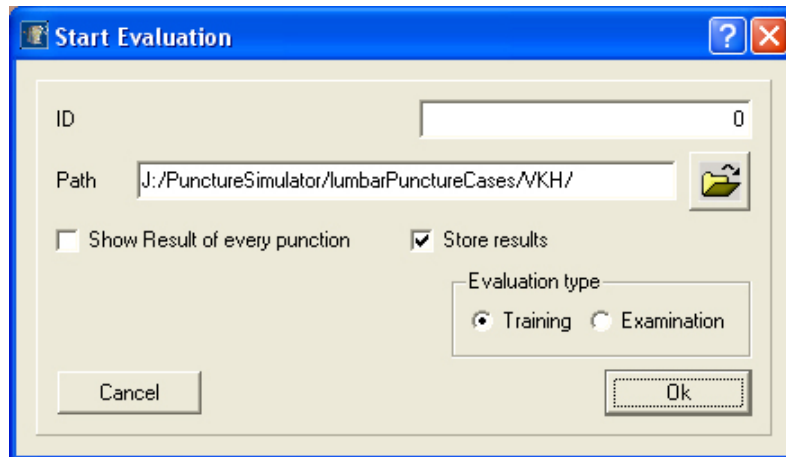 Start Evaluation
ID 0
Path J:/PunctureSimulator/lumbarPunctureCases/VKH/
Show Result of every punction Store results
Evaluation type
Training Examination
Cancel Ok